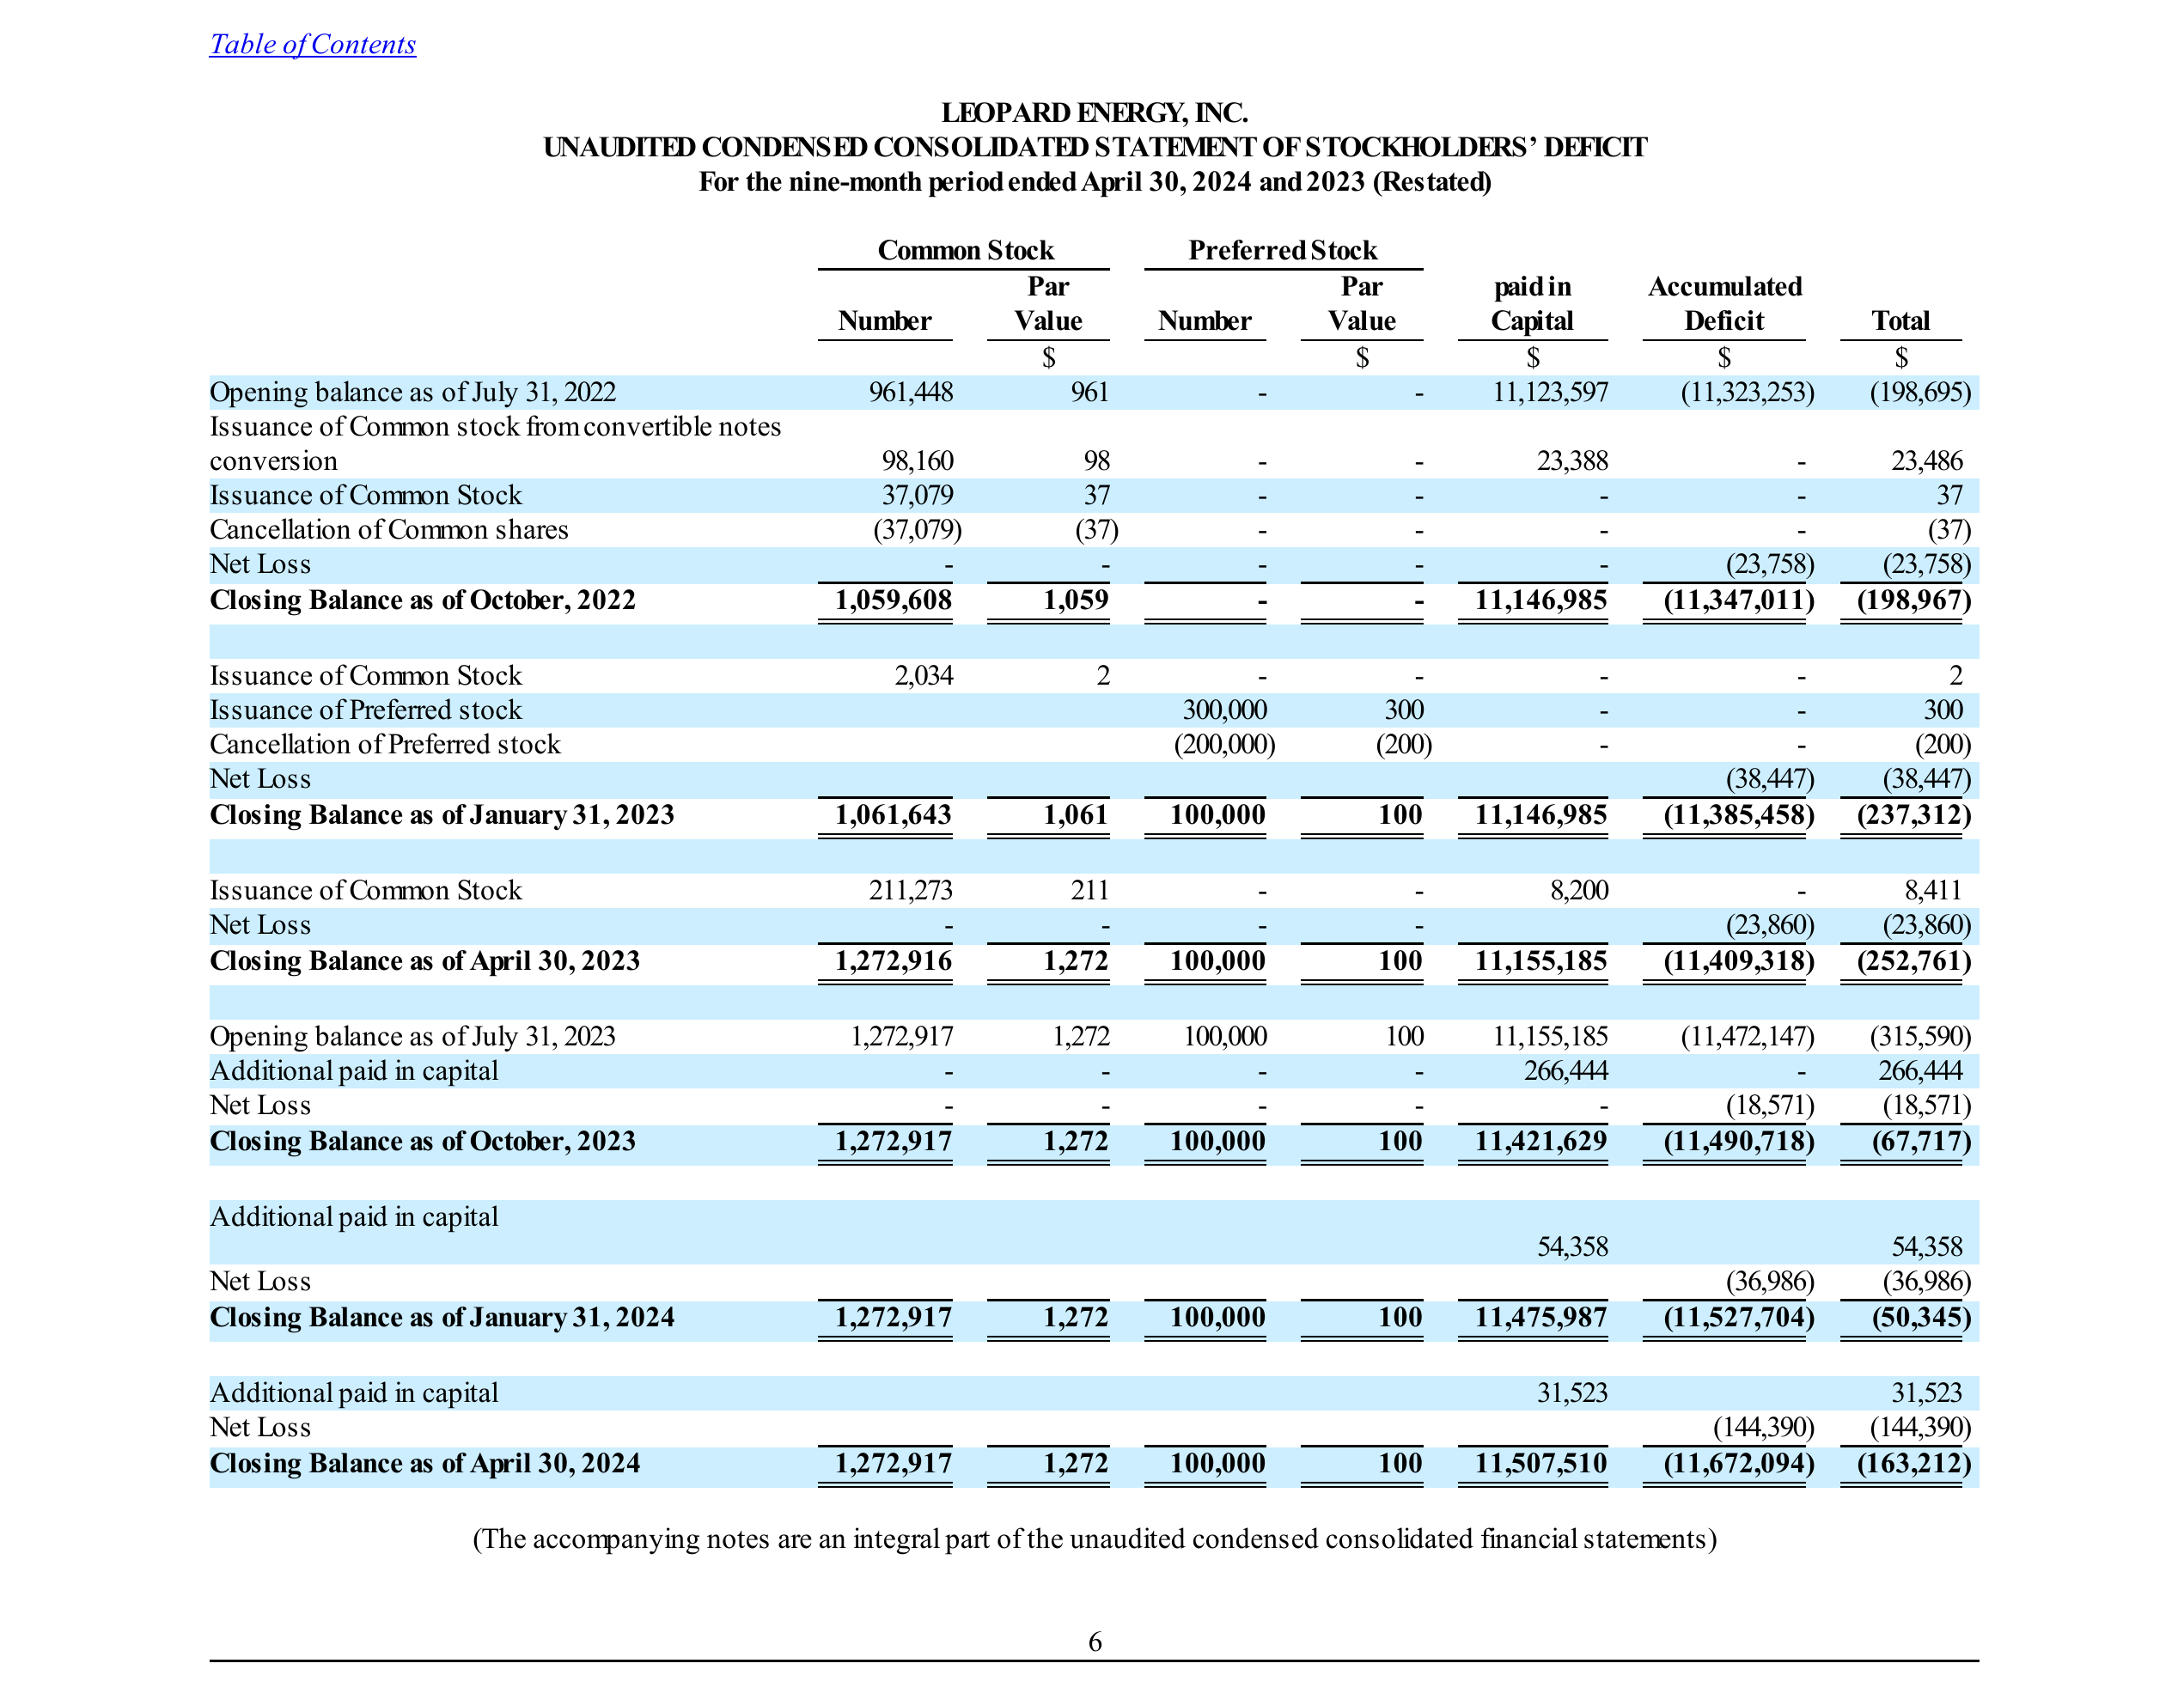 Table of Contents
LEOPARD ENERGY, INC.
UNAUDITED CONDENSED CONSOLIDATED STATEMENT OF STOCKHOLDERS’ DEFICIT
For the nine-month period ended April 30, 2024 and 2023 (Restated)
Common Stock Preferred Stock
Par Par paid in Accumulated
Number Value Number Value Capital Deficit Total
$ $ $ $ $
Opening balance as of July 31, 2022 961,448 961 - - 11,123,597 (11,323,253) (198,695)
Issuance of Common stock from convertible notes
conversion 98,160 98 - - 23,388 - 23,486
Issuance of Common Stock 37,079 37 - - - - 37
Cancellation of Common shares (37,079) (37) - - - - (37)
Net Loss - - - - - (23,758) (23,758)
Closing Balance as of October, 2022 1,059,608 1,059 - - 11,146,985 (11,347,011) (198,967)
Issuance of Common Stock 2,034 2 - - - - 2
Issuance of Preferred stock 300,000 300 - - 300
Cancellation of Preferred stock (200,000) (200) - - (200)
Net Loss (38,447) (38,447)
Closing Balance as of January 31, 2023 1,061,643 1,061 100,000 100 11,146,985 (11,385,458) (237,312)
Issuance of Common Stock 211,273 211 - - 8,200 - 8,411
Net Loss - - - - (23,860) (23,860)
Closing Balance as of April 30, 2023 1,272,916 1,272 100,000 100 11,155,185 (11,409,318) (252,761)
Opening balance as of July 31, 2023 1,272,917 1,272 100,000 100 11,155,185 (11,472,147) (315,590)
Additional paid in capital - - - - 266,444 - 266,444
Net Loss - - - - - (18,571) (18,571)
Closing Balance as of October, 2023 1,272,917 1,272 100,000 100 11,421,629 (11,490,718) (67,717)
Additional paid in capital
54,358 54,358
Net Loss (36,986) (36,986)
Closing Balance as of January 31, 2024 1,272,917 1,272 100,000 100 11,475,987 (11,527,704) (50,345)
Additional paid in capital 31,523 31,523
Net Loss (144,390) (144,390)
Closing Balance as of April 30, 2024 1,272,917 1,272 100,000 100 11,507,510 (11,672,094) (163,212)
(The accompanying notes are an integral part of the unaudited condensed consolidated financial statements)
6